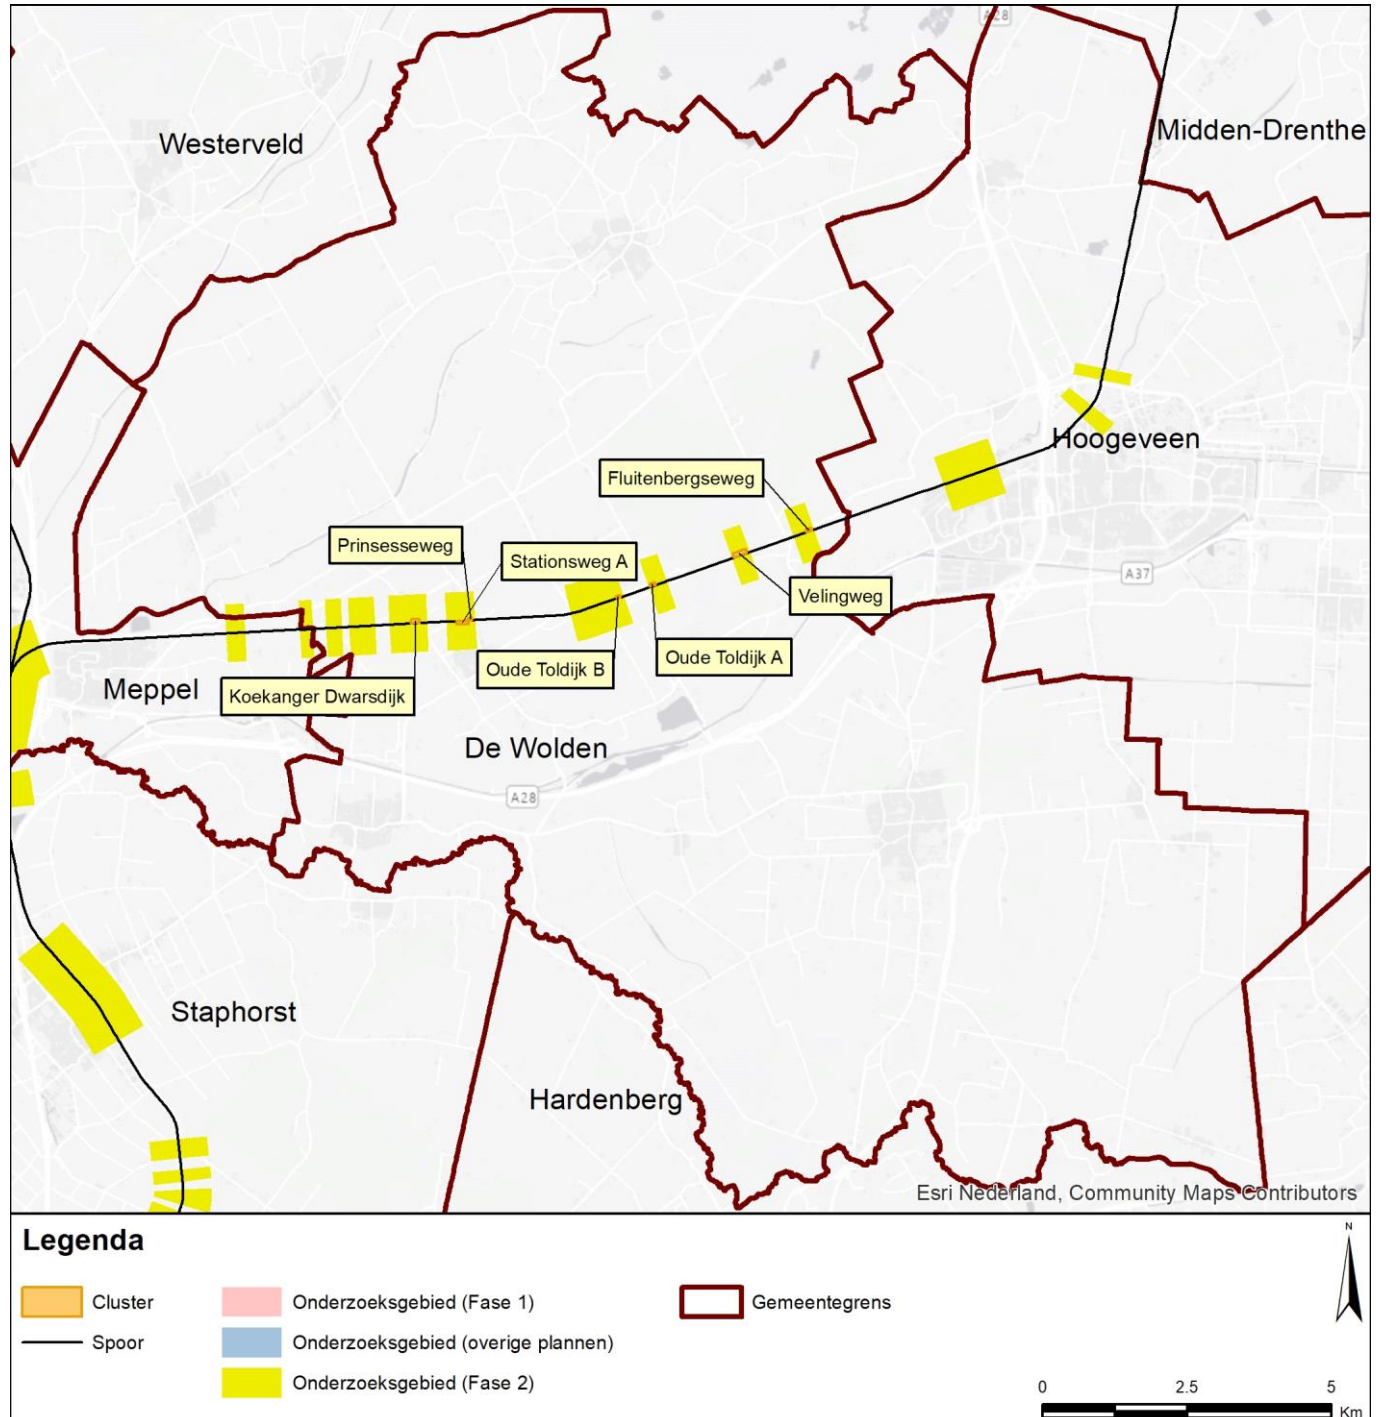 A28
Westerveld
Midden-Drenthe
Hoogeveen
Fluitenbergseweg
Prinsesseweg
Stationsweg A
A37
Velingweg
Oude Toldijk B
Oude Toldijk A
Meppel
Koekanger Dwarsdijk
De Wolden
A28
Staphorst
Hardenberg
Esri Nederland, Community Maps Contributors
Legenda
N
Cluster
Onderzoeksgebied (Fase 1)
Gemeentegrens
Spoor
Onderzoeksgebied (overige plannen)
Onderzoeksgebied (Fase 2)
0 2.5 5
Km